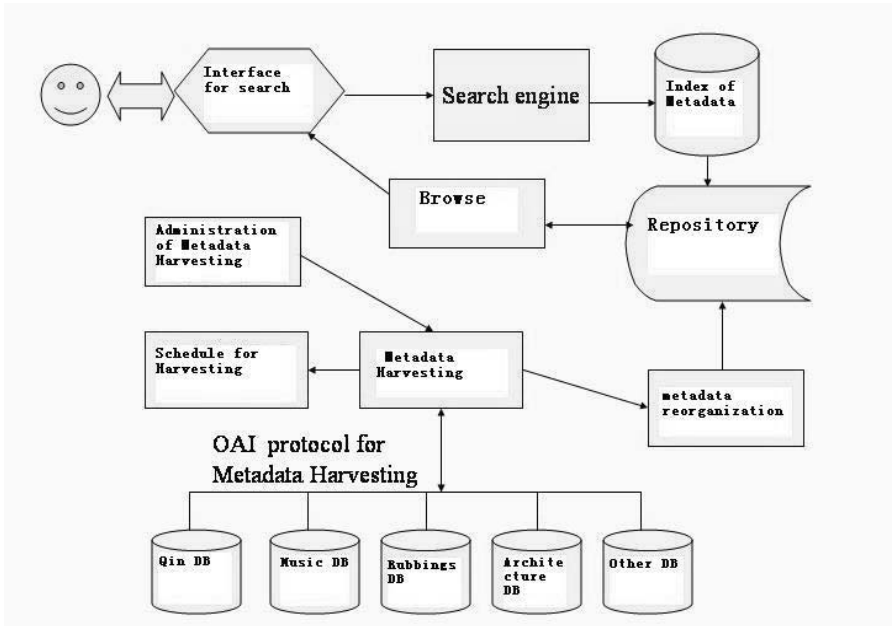 Interface
for search
Search engine
Index of
Metadata
Browse
Repository
Administration
of Metadata
Harvesting
Schedule for
Harvesting
Metadata
Harvesting
metadata
reorganization
OAI protocol for
Metadata Harvesting
Qin DB
Music DB
Rubbings
DB
Archite
cture
DB
Other DB